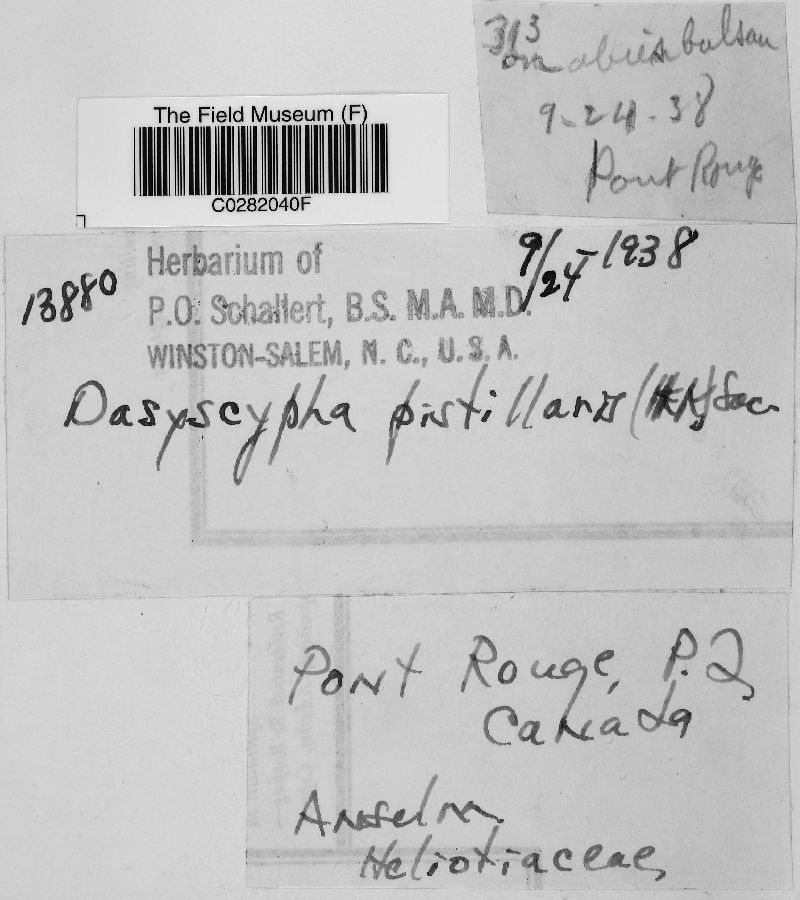 313
on abies balsam
9-24-38
Pont Rouge
The Field Museum (F)
C0282040F
13880
Herbarium of
9/24-1938
P.O. Schallert, B.S. M.A. M.D.
WINSTON-SALEM, N. C., U.S.A.
Dasyscypha pistillaris Sacc
Pont Rouge, P.Q,
Canada
Anselm.
Heliotiaceae,